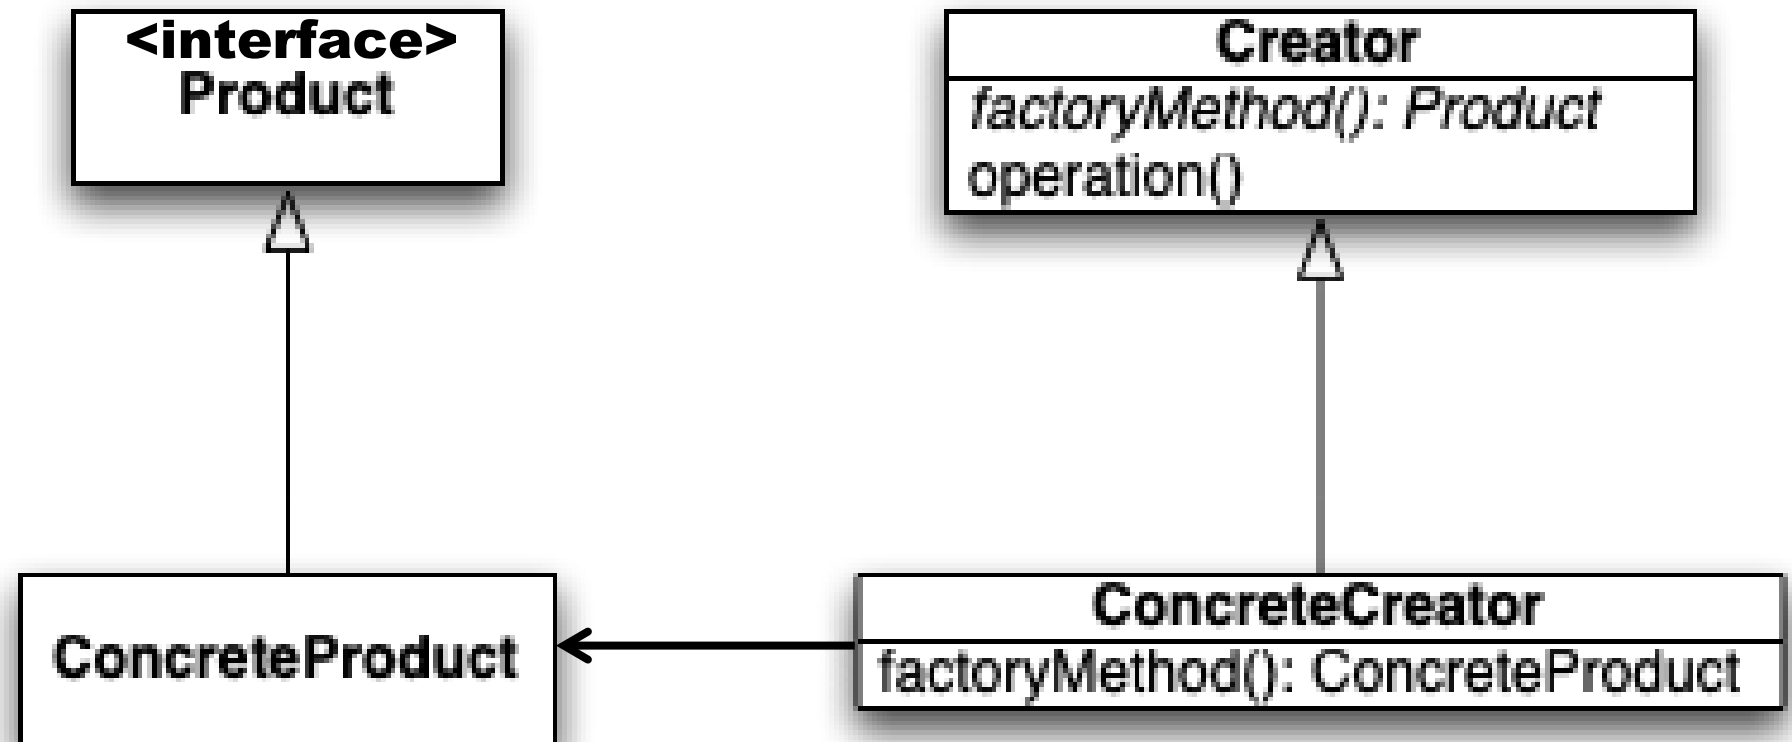 <interface>
Product
Creator
factoryMethod(): Product
operation()
ConcreteProduct
ConcreteCreator
factoryMethod(): ConcreteProduct